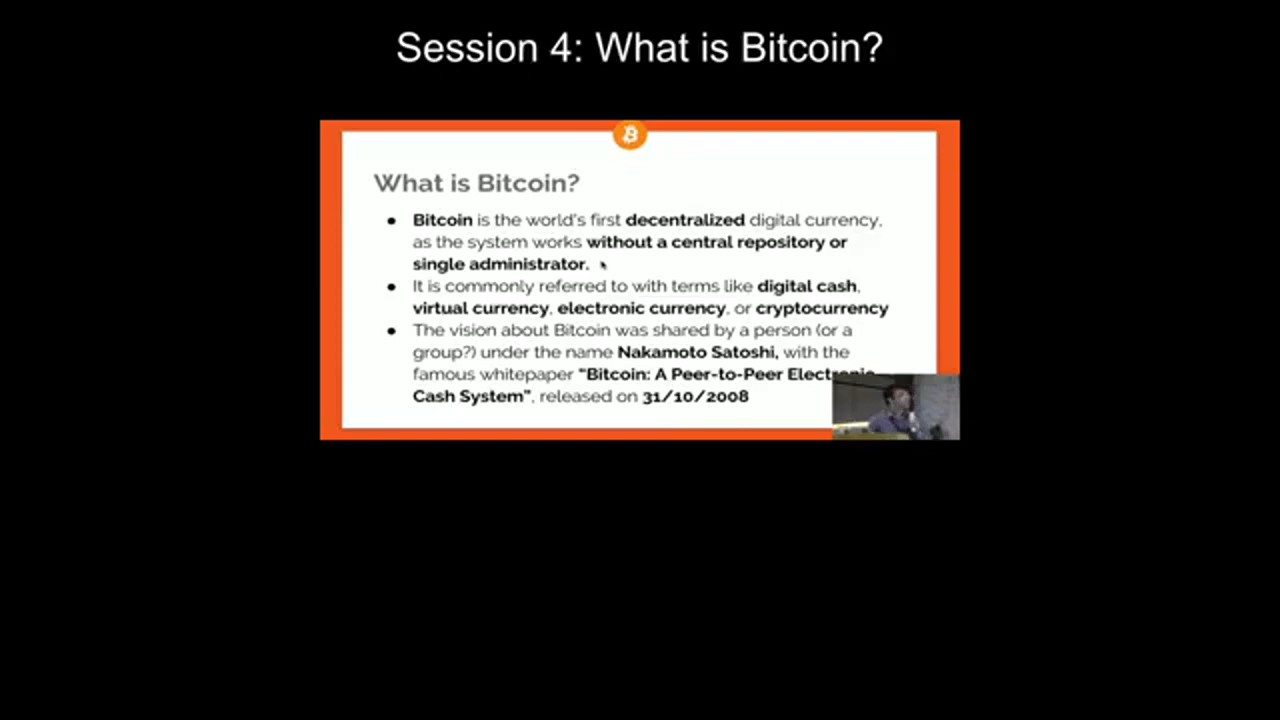 Session 4: What is Bitcoin?
What is Bitcoin?
● Bitcoin is the world's first decentralized digital currency,
as the system works without a central repository or
single administrator.
● It is commonly referred to with terms like digital cash,
virtual currency, electronic currency, or cryptocurrency
● The vision about Bitcoin was shared by a person (or a
group?) under the name Nakamoto Satoshi, with the
famous whitepaper "Bitcoin: A Peer-to-Peer Electronic
Cash System", released on 31/10/2008